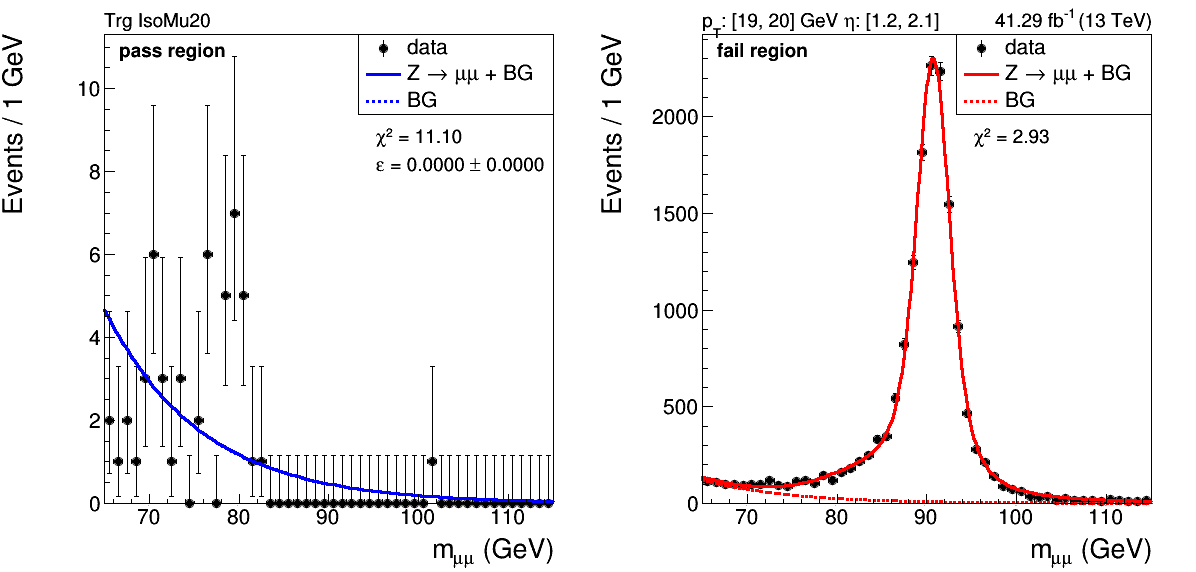 Trg IsoMu20
Events / 1 GeV
pass region
data
Z → μμ + BG
BG
χ² = 11.10
ε = 0.0000 ± 0.0000
10
8
6
4
2
0
70 80 90 100 110
mμμ (GeV)
pT: [19, 20] GeV η: [1.2, 2.1] 41.29 fb⁻¹ (13 TeV)
Events / 1 GeV
fail region
data
Z → μμ + BG
BG
χ² = 2.93
2000
1500
1000
500
0
70 80 90 100 110
mμμ (GeV)